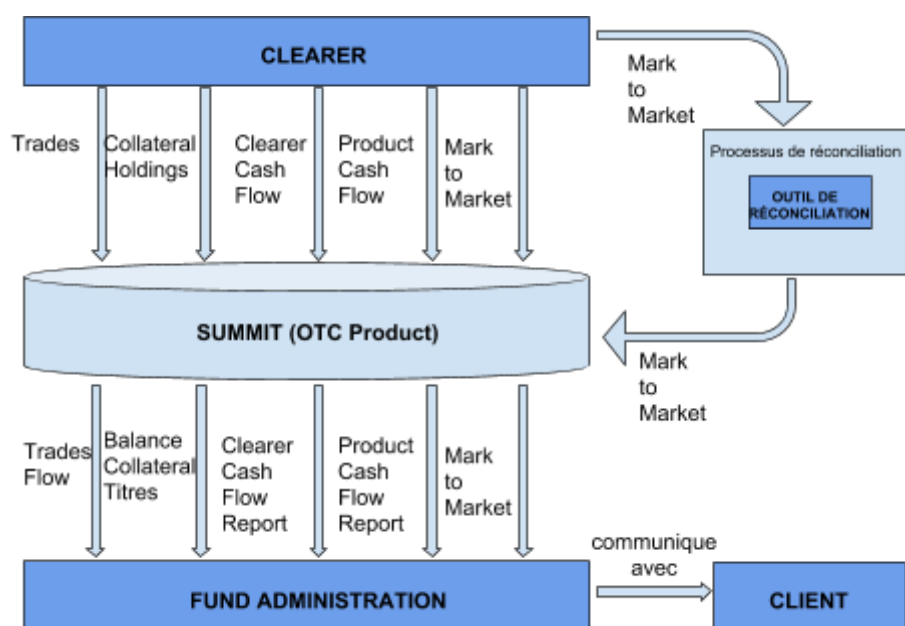 CLEARER
Mark
to
Market
Trades
Collateral
Holdings
Clearer
Cash
Flow
Product
Cash
Flow
Mark
to
Market
Processus de réconciliation
OUTIL DE
RÉCONCILIATION
SUMMIT (OTC Product)
Mark
to
Market
Trades
Flow
Balance
Collateral
Titres
Clearer
Cash
Flow
Report
Product
Cash
Flow
Report
Mark
to
Market
communique
avec
FUND ADMINISTRATION
CLIENT